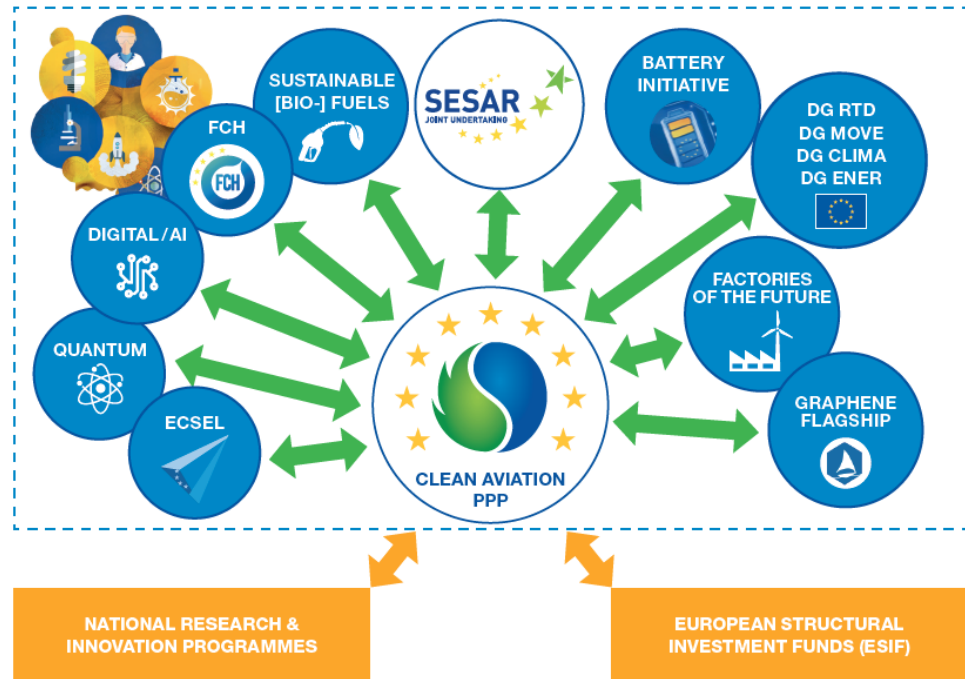 SUSTAINABLE
[BIO-] FUELS
SESAR
JOINT UNDERTAKING
BATTERY
INITIATIVE
DG RTD
DG MOVE
DG CLIMA
DG ENER
FCH
FCH
DIGITAL / AI
FACTORIES
OF THE FUTURE
QUANTUM
ECSEL
GRAPHENE
FLAGSHIP
CLEAN AVIATION
PPP
NATIONAL RESEARCH &
INNOVATION PROGRAMMES
EUROPEAN STRUCTURAL
INVESTMENT FUNDS (ESIF)